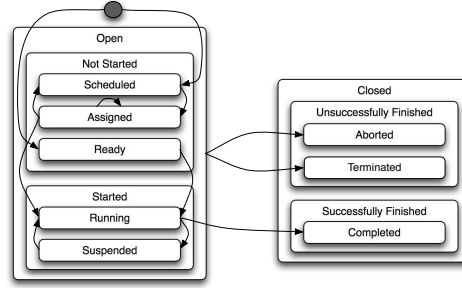 Open
Not Started
Scheduled
Assigned
Ready
Started
Running
Suspended
Closed
Unsuccessfully Finished
Aborted
Terminated
Successfully Finished
Completed